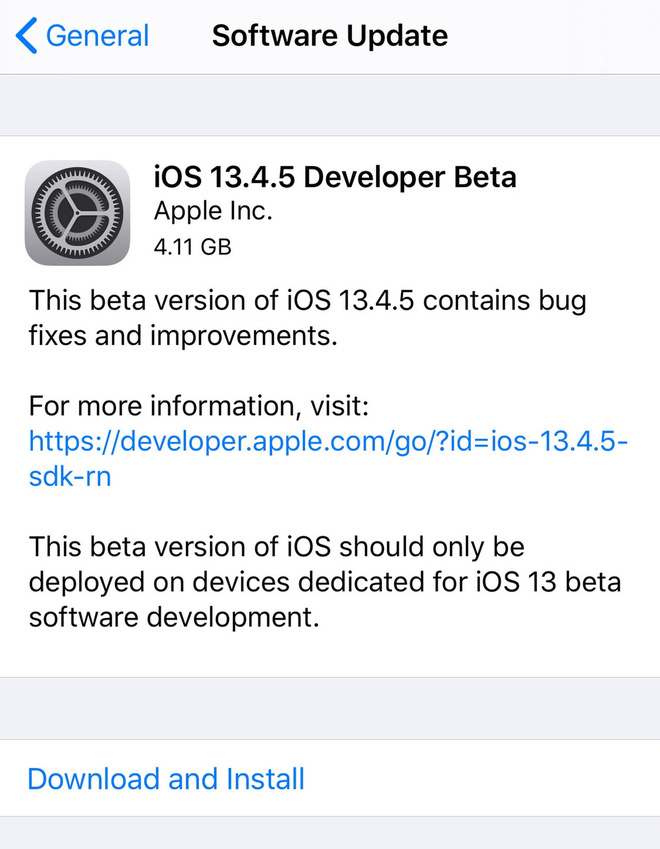 General
Software Update
iOS 13.4.5 Developer Beta
Apple Inc.
4.11 GB
This beta version of iOS 13.4.5 contains bug
fixes and improvements.
For more information, visit:
https://developer.apple.com/go/?id=ios-13.4.5-
sdk-rn
This beta version of iOS should only be
deployed on devices dedicated for iOS 13 beta
software development.
Download and Install